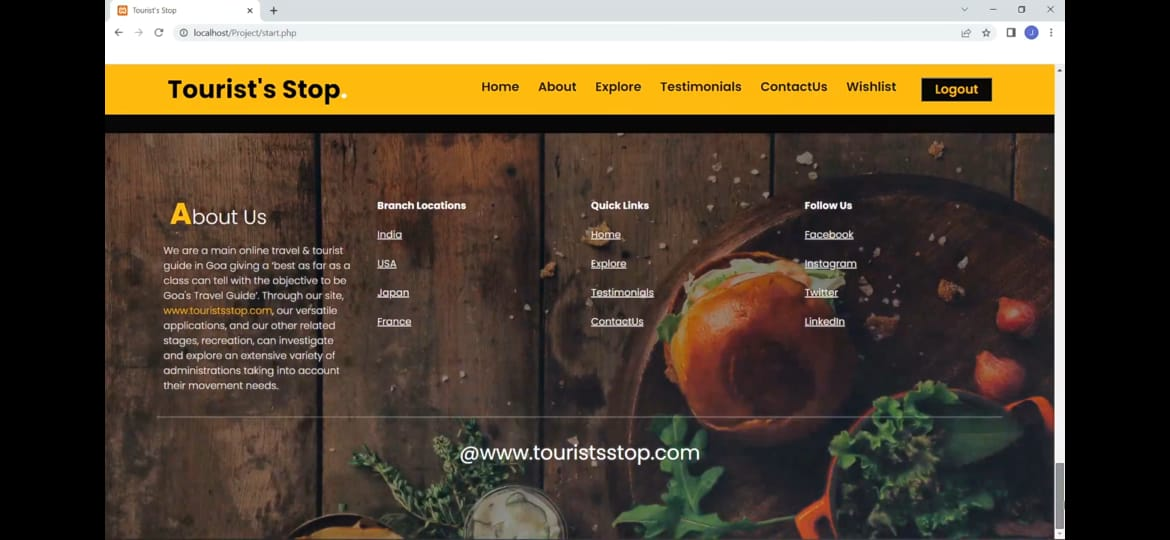 Tourist's Stop
localhost/Project/start.php
J
Tourist's Stop.
Home About Explore Testimonials ContactUs Wishlist Logout
About Us
We are a main online travel & tourist
guide in Goa giving a 'best as far as a
class can tell with the objective to be
Goa's Travel Guide'. Through our site,
www.touristsstop.com, our versatile
applications, and our other related
stages, recreation, can investigate
and explore an extensive variety of
administrations taking into account
their movement needs.
Branch Locations
India
USA
Japan
France
Quick Links
Home
Explore
Testimonials
ContactUs
Follow Us
Facebook
Instagram
Twitter
LinkedIn
@www.touristsstop.com